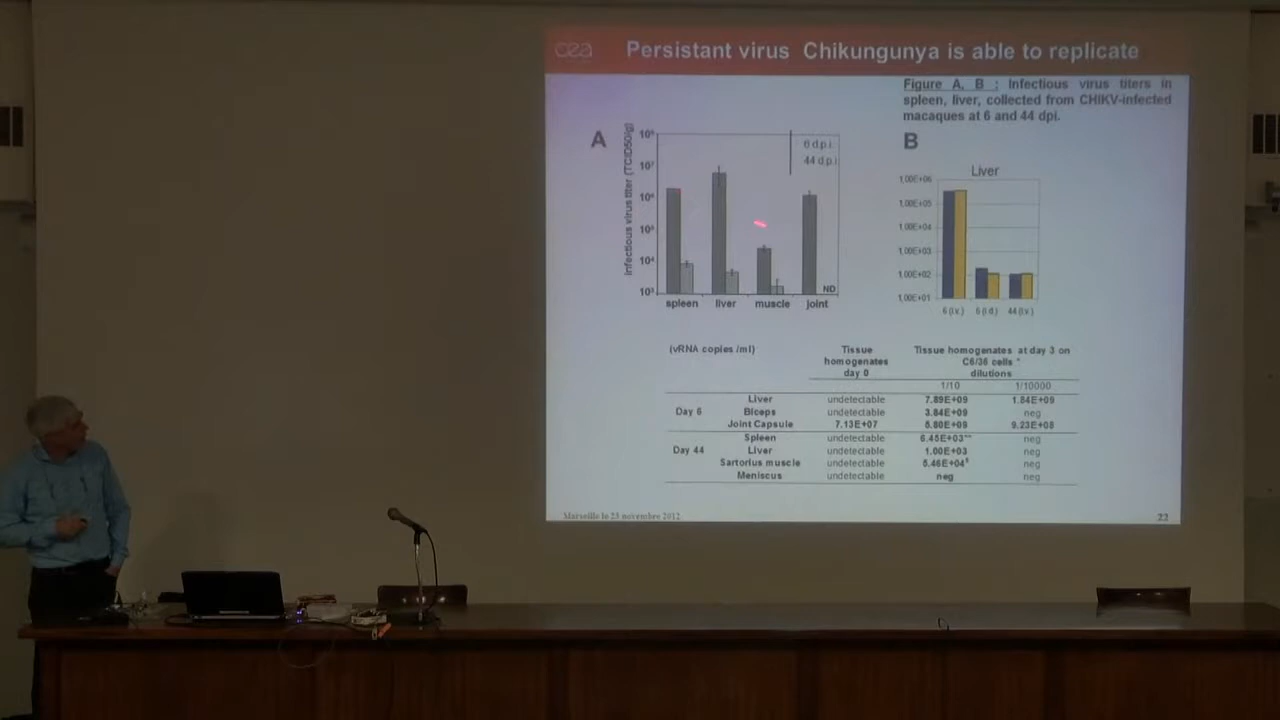 cea
Persistant virus Chikungunya is able to replicate
Figure A, B : Infectious virus titers in
spleen, liver, collected from CHIKV-infected
macaques at 6 and 44 dpi.
A
infectious virus titer (TCID50/g)
10⁸
10⁷
10⁶
10⁵
10⁴
10³
6 d.p.i.
44 d.p.i
ND
spleen liver muscle joint
B
Liver
1,00E+06
1,00E+05
1,00E+04
1,00E+03
1,00E+02
1,00E+01
6 (i.v.) 6 (i.d.) 44 (i.v.)
(vRNA copies /ml) Tissue homogenates day 0
Tissue homogenates at day 3 on
C6/36 cells *
dilutions
1/10 1/10000
Day 6
Liver undetectable 7.89E+09 1.84E+09
Biceps undetectable 3.84E+09 neg
Joint Capsule 7.13E+07 5.80E+09 9.23E+08
Day 44
Spleen undetectable 6.45E+03** neg
Liver undetectable 1.00E+03 neg
Sartorius muscle undetectable neg
Meniscus undetectable neg neg
Marseille le 23 novembre 2012
22